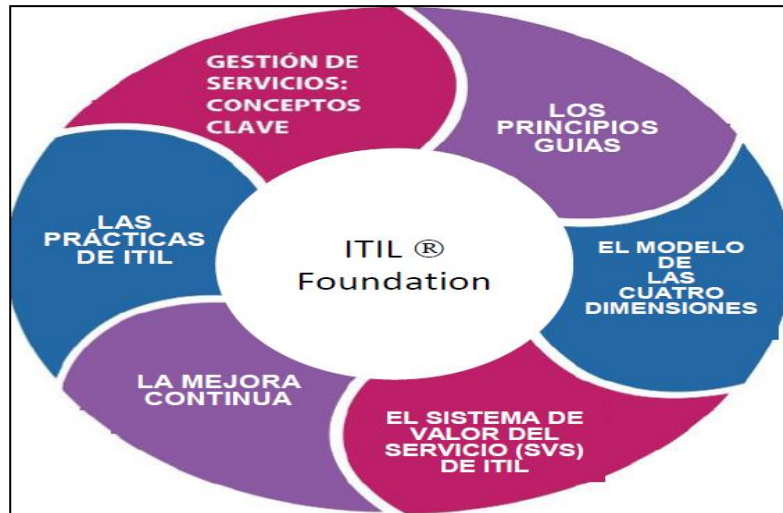 GESTIÓN DE
SERVICIOS:
CONCEPTOS
CLAVE
LOS
PRINCIPIOS
GUIAS
EL MODELO
DE
LAS
CUATRO
DIMENSIONES
EL SISTEMA DE
VALOR DEL
SERVICIO (SVS)
DE ITIL
LA MEJORA
CONTINUA
LAS
PRÁCTICAS
DE ITIL
ITIL ®
Foundation